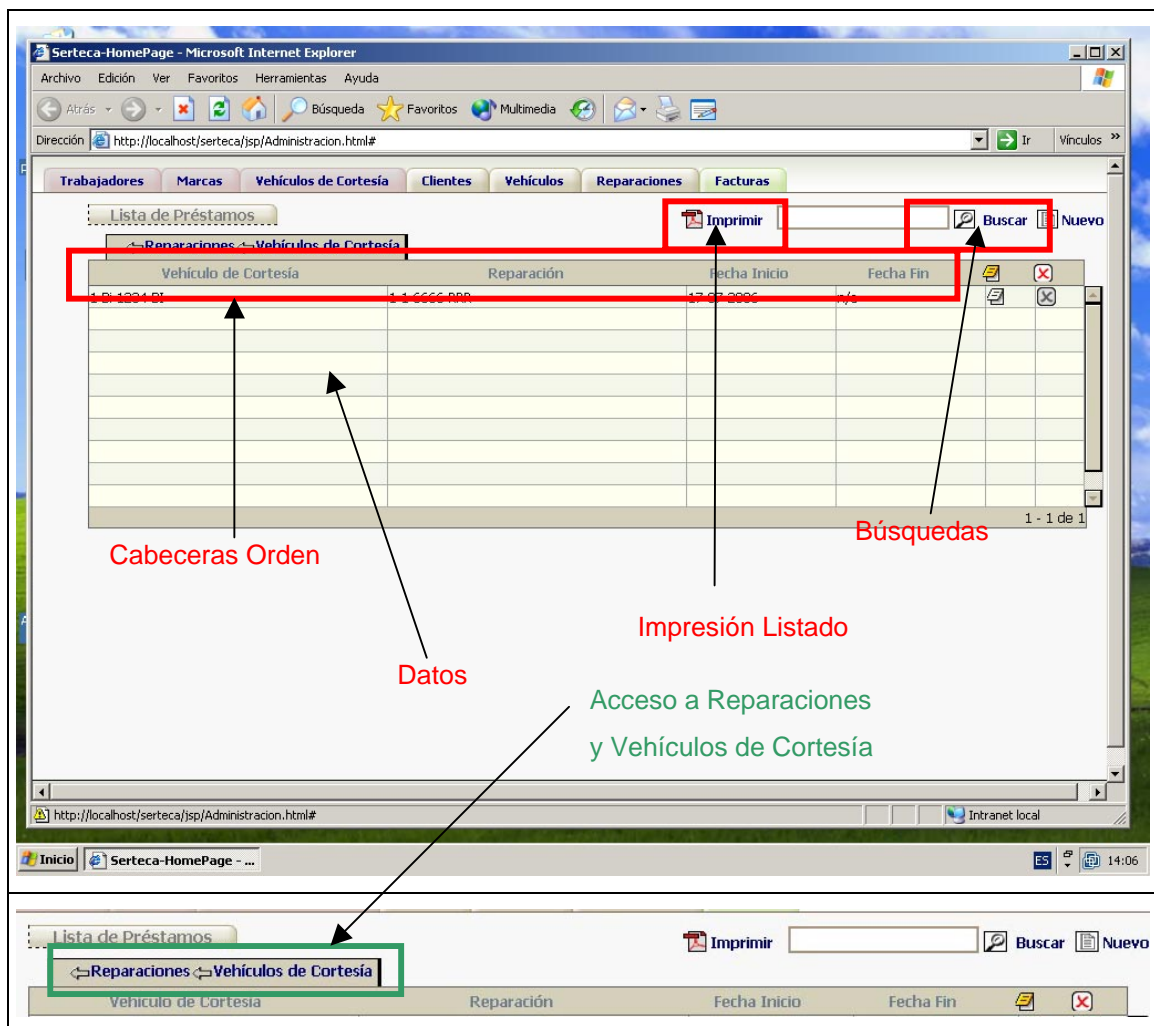 Serteca-HomePage - Microsoft Internet Explorer
Archivo Edición Ver Favoritos Herramientas Ayuda
Atrás Búsqueda Favoritos Multimedia
Dirección http://localhost/serteca/jsp/Administracion.html# Ir Vínculos »
Trabajadores Marcas Vehículos de Cortesía Clientes Vehículos Reparaciones Facturas
Lista de Préstamos Imprimir Buscar Nuevo
Reparaciones Vehículos de Cortesía
Vehículo de Cortesía Reparación Fecha Inicio Fecha Fin
17-07-2006 n/a
1 - 1 de 1
Búsquedas
Cabeceras Orden
Impresión Listado
Datos
Acceso a Reparaciones
y Vehículos de Cortesía
http://localhost/serteca/jsp/Administracion.html# Intranet local
Inicio Serteca-HomePage - ... ES 14:06
Lista de Préstamos Imprimir Buscar Nuevo
Reparaciones Vehículos de Cortesía
Vehículo de Cortesía Reparación Fecha Inicio Fecha Fin